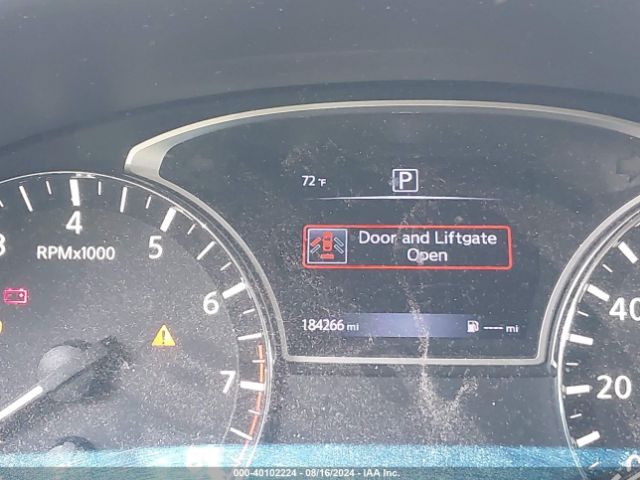 72 °F
P
Door and Liftgate
Open
184266 mi
---- mi
4
5
6
7
RPMx1000
40
20
000-40102224 - 08/16/2024 - IAA Inc.